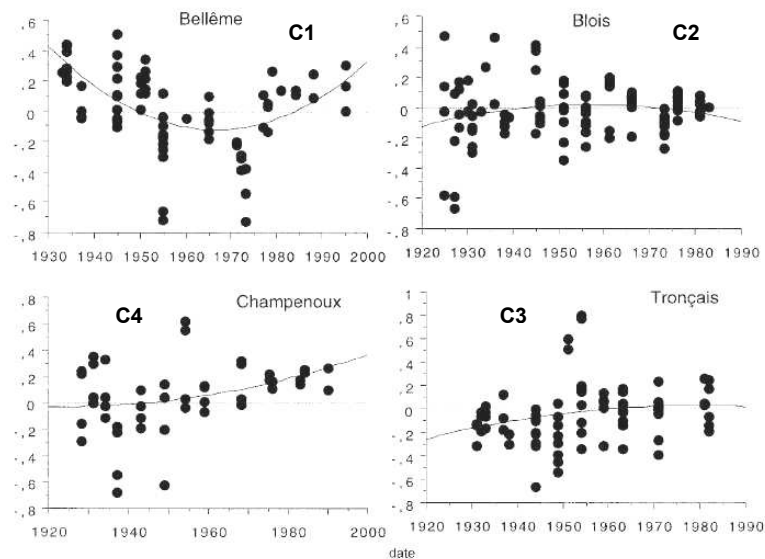 Bellême
C1
,6
,4
,2
0
-,2
-,4
-,6
-,8
1930 1940 1950 1960 1970 1980 1990 2000
Blois
C2
,6
,4
,2
0
-,2
-,4
-,6
-,8
1920 1930 1940 1950 1960 1970 1980 1990
C4
Champenoux
,8
,6
,4
,2
0
-,2
-,4
-,6
-,8
1920 1940 1960 1980 2000
Tronçais
C3
1
,8
,6
,4
,2
0
-,2
-,4
-,6
-,8
1920 1930 1940 1950 1960 1970 1980 1990
date